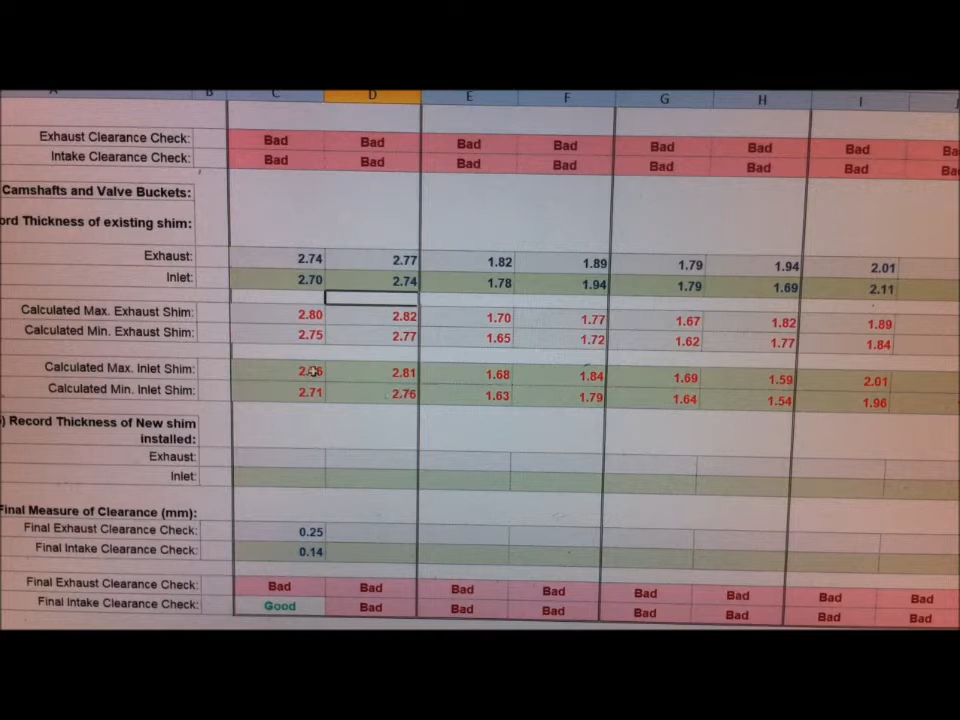 C D E F G H I
Exhaust Clearance Check: Bad Bad Bad Bad Bad Bad Bad Ba
Intake Clearance Check: Bad Bad Bad Bad Bad Bad Bad Ba
Camshafts and Valve Buckets:
ord Thickness of existing shim:
Exhaust: 2.74 2.77 1.82 1.89 1.79 1.94 2.01
Inlet: 2.70 2.74 1.78 1.94 1.79 1.69 2.11
Calculated Max. Exhaust Shim: 2.80 2.82 1.70 1.77 1.67 1.82 1.89
Calculated Min. Exhaust Shim: 2.75 2.77 1.65 1.72 1.62 1.77 1.84
Calculated Max. Inlet Shim: 2.81 1.68 1.84 1.69 1.59 2.01
Calculated Min. Inlet Shim: 2.71 2.76 1.63 1.79 1.64 1.54 1.96
) Record Thickness of New shim
installed:
Exhaust:
Inlet:
Final Measure of Clearance (mm):
Final Exhaust Clearance Check: 0.25
Final Intake Clearance Check: 0.14
Final Exhaust Clearance Check: Bad Bad Bad Bad Bad Bad Bad Bad
Final Intake Clearance Check: Good Bad Bad Bad Bad Bad Bad Bad